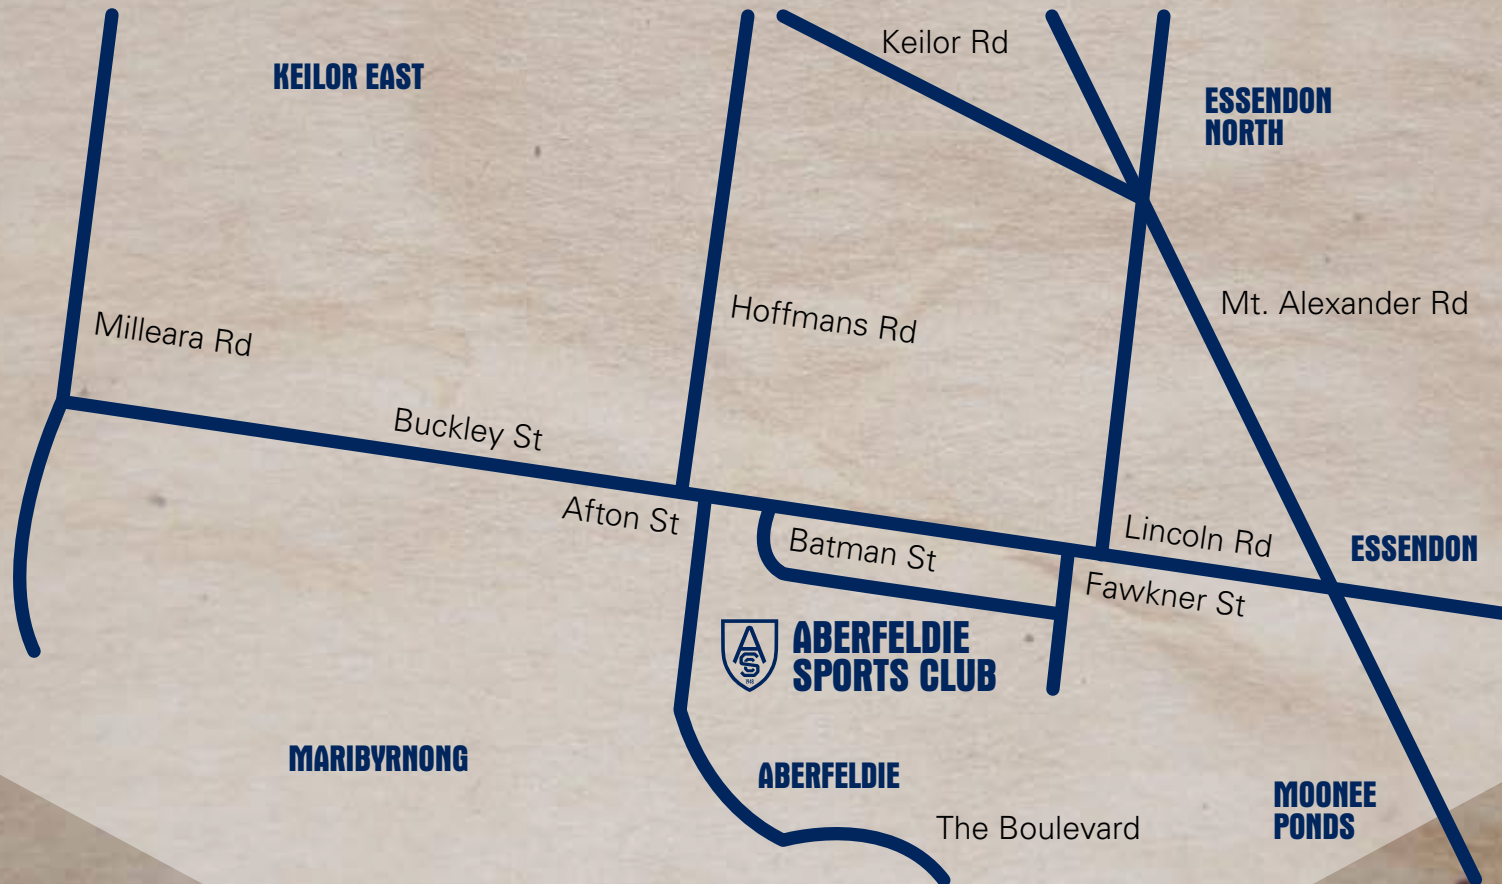 Keilor Rd
KEILOR EAST
ESSENDON
NORTH
Hoffmans Rd
Mt. Alexander Rd
Milleara Rd
Buckley St
Afton St
Batman St
Lincoln Rd
ESSENDON
Fawkner St
ABERFELDIE
SPORTS CLUB
MARIBYRNONG
ABERFELDIE
MOONEE
PONDS
The Boulevard